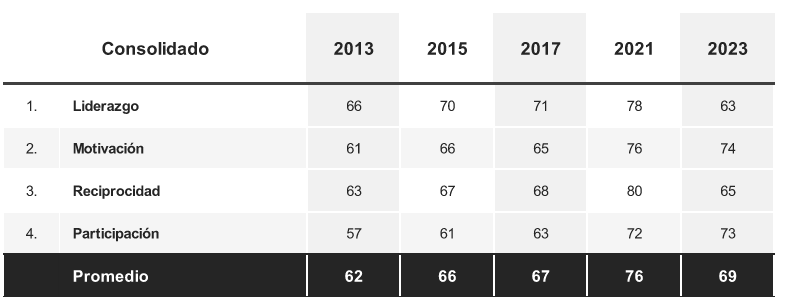 Consolidado 2013 2015 2017 2021 2023
1. Liderazgo 66 70 71 78 63
2. Motivación 61 66 65 76 74
3. Reciprocidad 63 67 68 80 65
4. Participación 57 61 63 72 73
Promedio 62 66 67 76 69